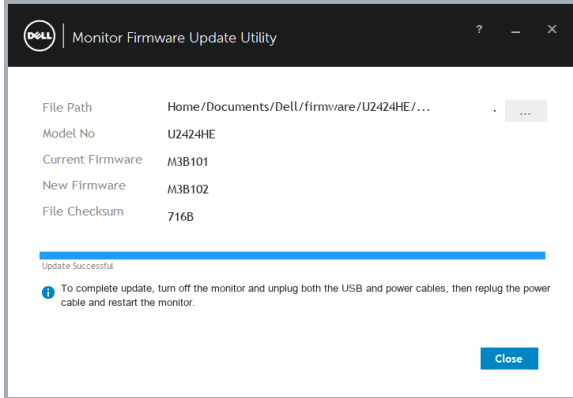 DELL Monitor Firmware Update Utility ? _ X
File Path Home/Documents/Dell/firmware/U2424HE/... . ...
Model No U2424HE
Current Firmware M3B101
New Firmware M3B102
File Checksum 716B
Update Successful
To complete update, turn off the monitor and unplug both the USB and power cables, then replug the power
cable and restart the monitor.
Close